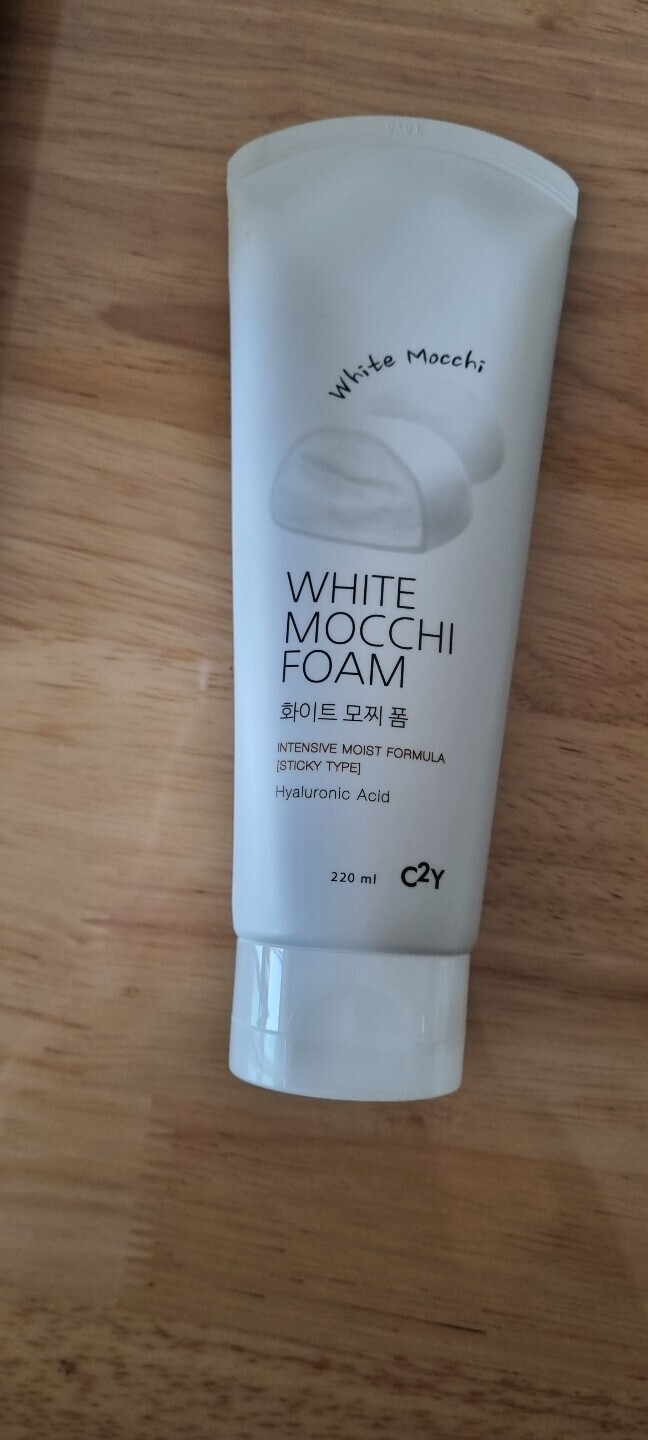 White Mocchi
WHITE
MOCCHI
FOAM
화이트 모찌 폼
INTENSIVE MOIST FORMULA
[STICKY TYPE]
Hyaluronic Acid
220 ml C2Y